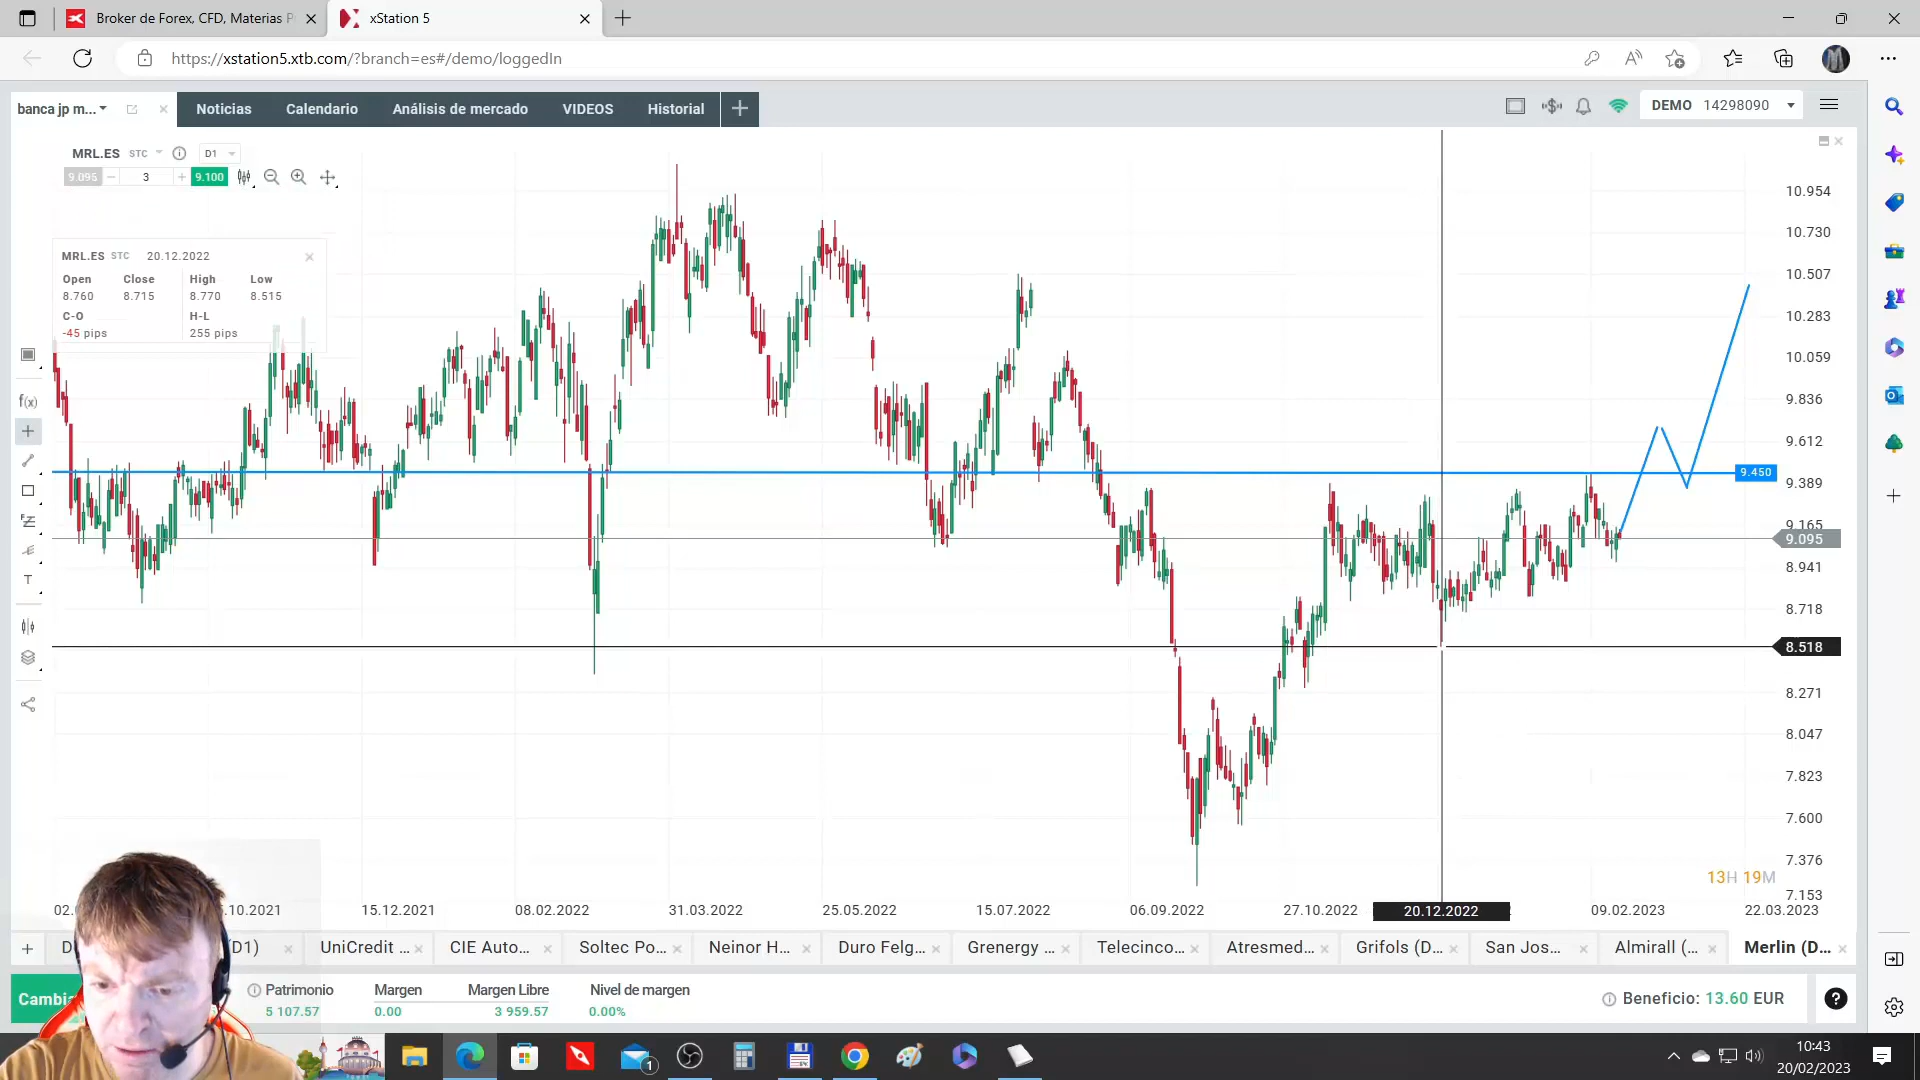 Broker de Forex, CFD, Materias P
xStation 5
https://xstation5.xtb.com/?branch=es#/demo/loggedIn
banca jp m...
Noticias
Calendario
Análisis de mercado
VIDEOS
Historial
DEMO 14298090
MRL.ES STC
D1
9.095
3
9.100
MRL.ES STC 20.12.2022
Open Close High Low
8.760 8.715 8.770 8.515
C-O H-L
-45 pips 255 pips
f(x)
T
10.954
10.730
10.507
10.283
10.059
9.836
9.612
9.450
9.389
9.165
9.095
8.941
8.718
8.518
8.271
8.047
7.823
7.600
7.376
7.153
13H 19M
02.
.10.2021
15.12.2021
08.02.2022
31.03.2022
25.05.2022
15.07.2022
06.09.2022
27.10.2022
20.12.2022
09.02.2023
22.03.2023
D1)
UniCredit ...
CIE Auto...
Soltec Po...
Neinor H...
Duro Felg...
Grenergy ...
Telecinco...
Atresmed...
Grifols (D...
San Jos...
Almirall (...
Merlin (D...
Cambia
Patrimonio
5 107.57
Margen
0.00
Margen Libre
3 959.57
Nivel de margen
0.00%
Beneficio: 13.60 EUR
1
10:43
20/02/2023